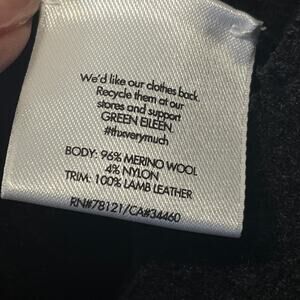 We'd like our clothes back.
Recycle them at our
stores and support
GREEN EILEEN.
#thxverymuch
BODY: 96% MERINO WOOL
4% NYLON
TRIM: 100% LAMB LEATHER
RN#78121/CA#34460